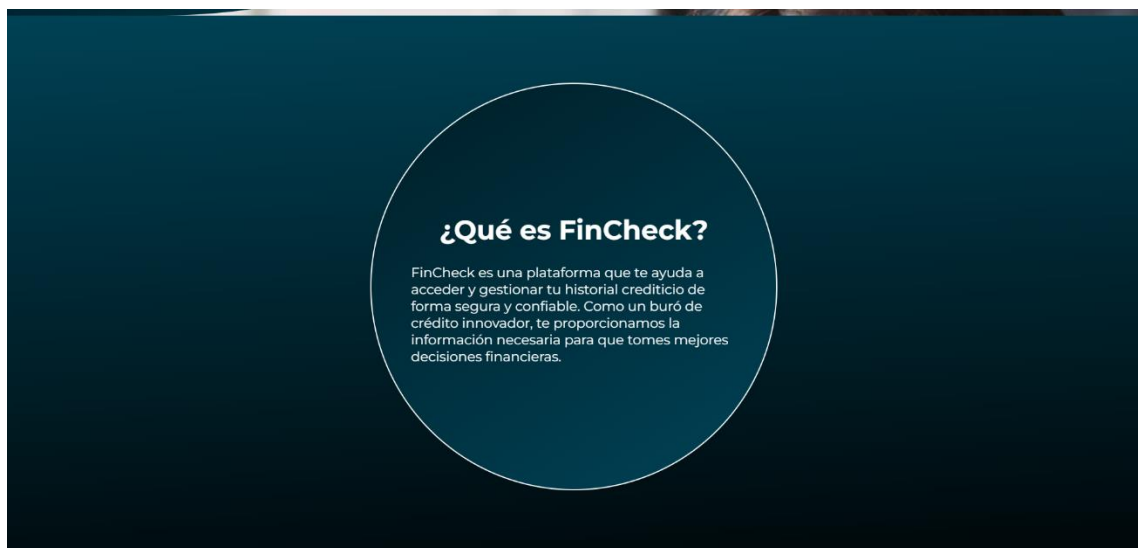 ¿Qué es FinCheck?
FinCheck es una plataforma que te ayuda a
acceder y gestionar tu historial crediticio de
forma segura y confiable. Como un buró de
crédito innovador, te proporcionamos la
información necesaria para que tomes mejores
decisiones financieras.